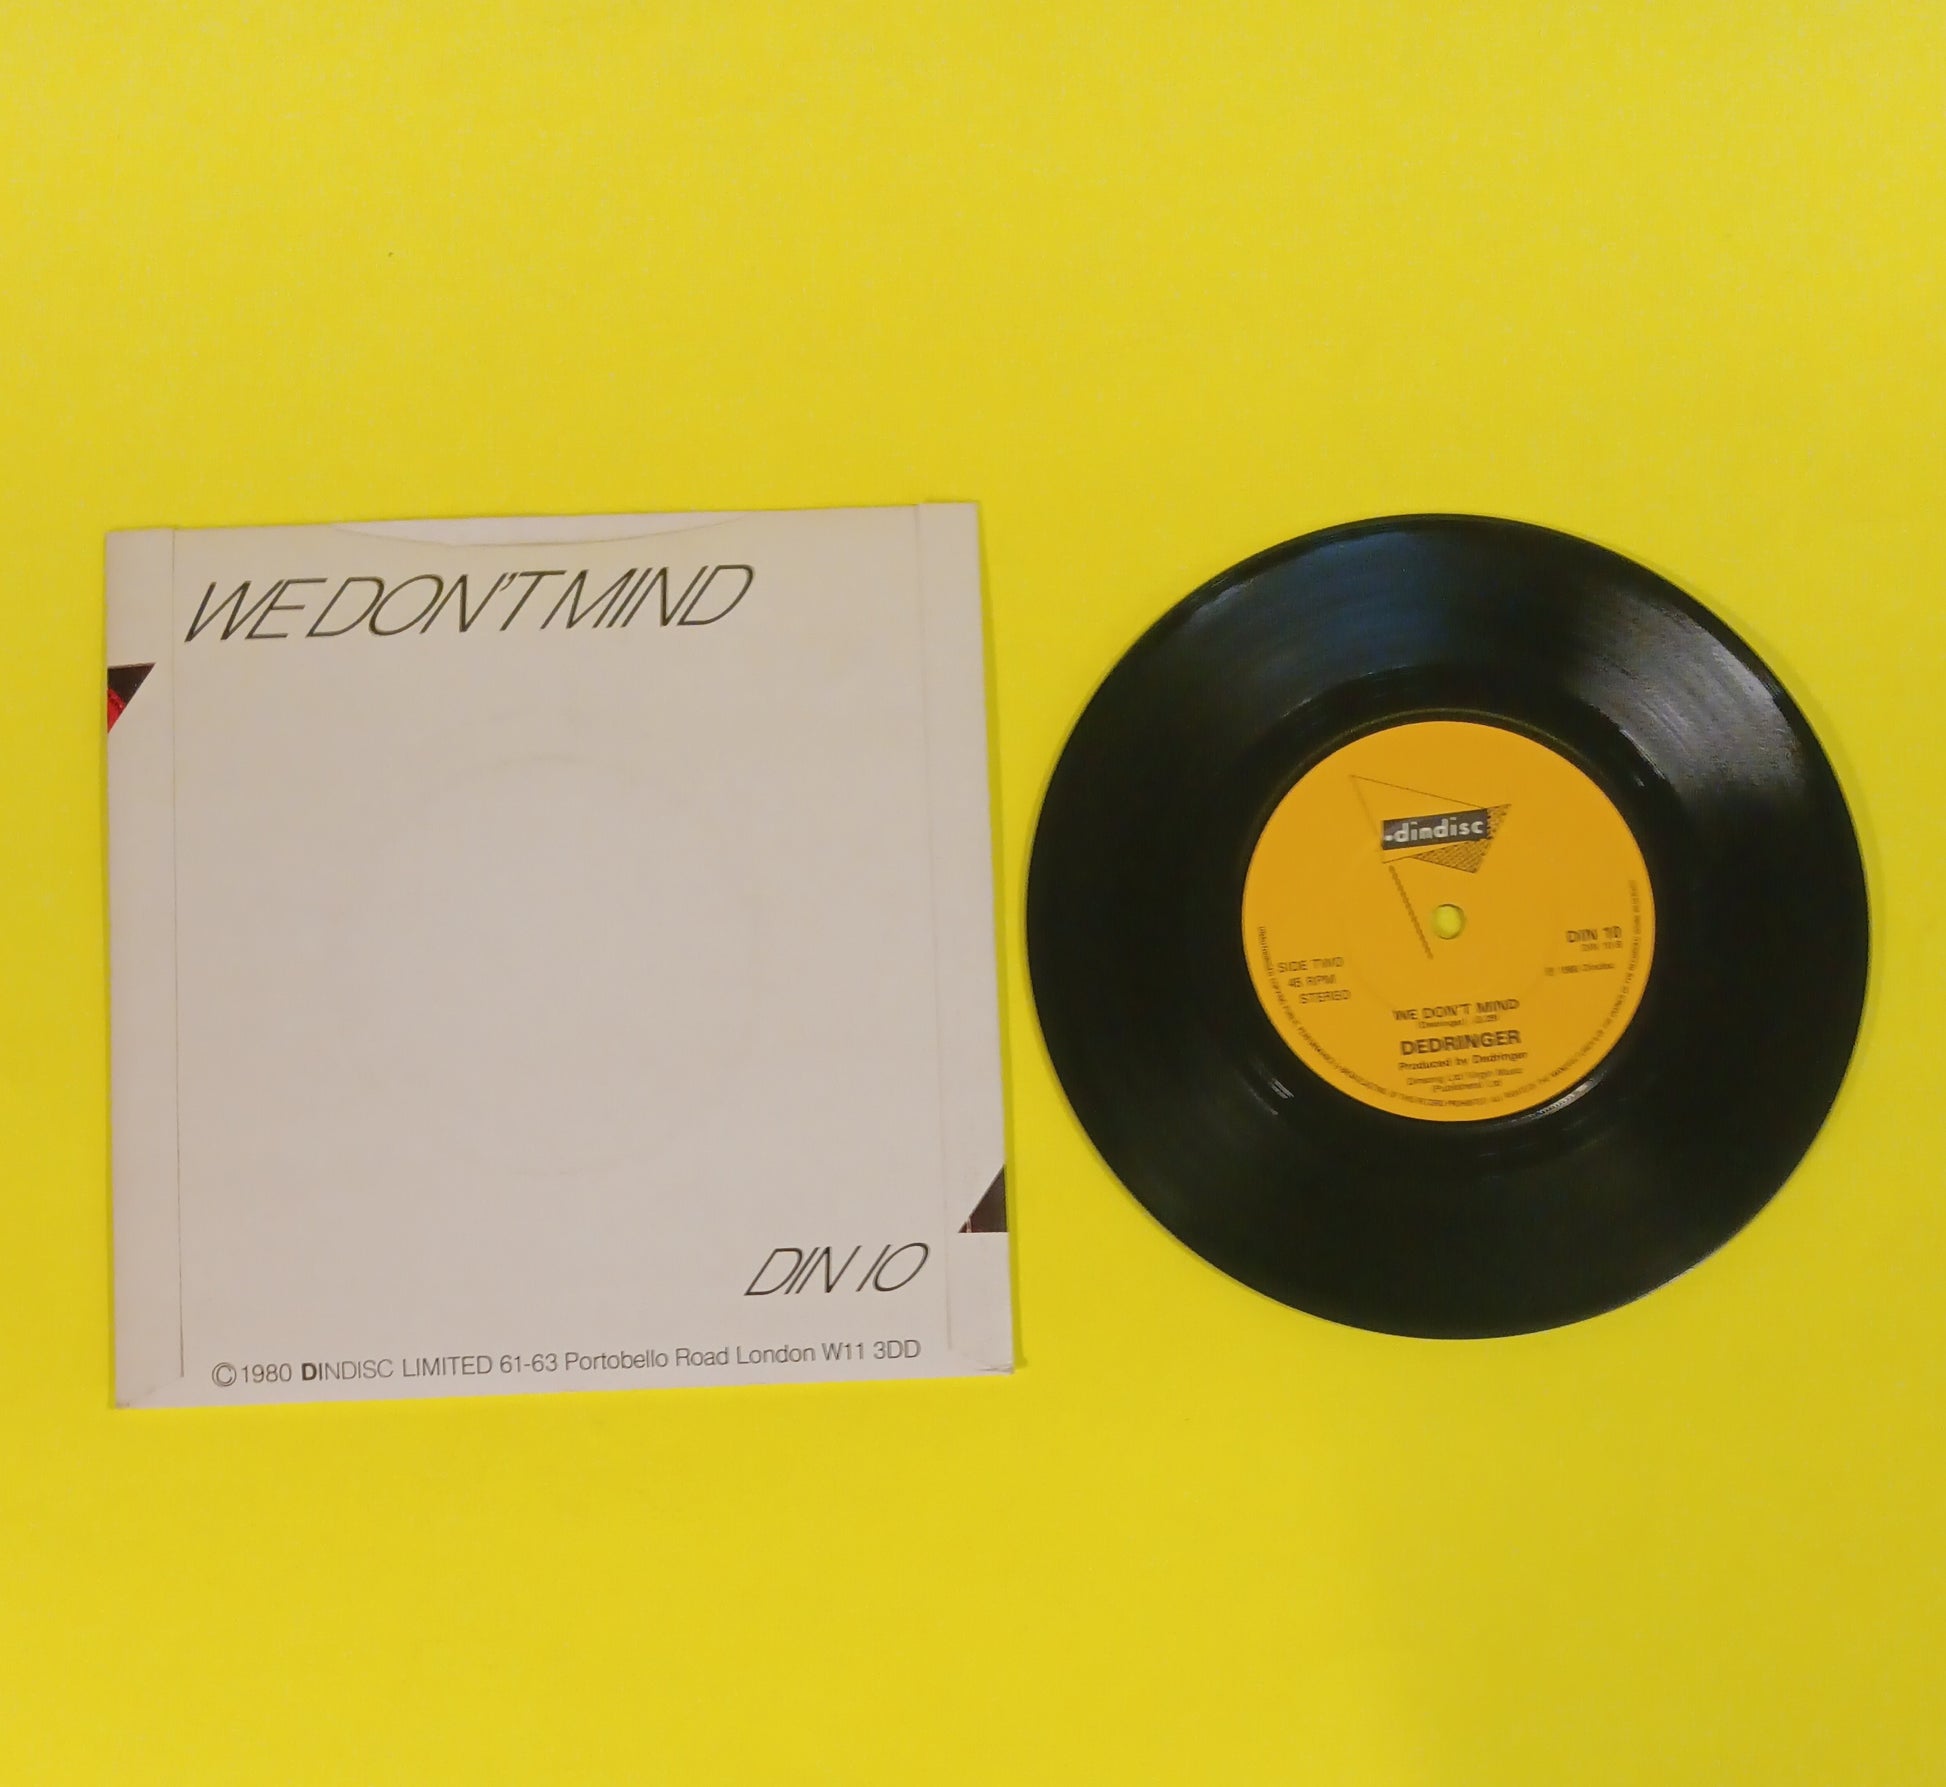 WE DON'T MIND
DIN 10
©1980 DINDISC LIMITED 61-63 Portobello Road London W11 3DD
dindisc
DIN 10
SIDE TWO
45 RPM
STEREO
WE DON'T MIND
DEDRINGER
Produced by Dedringer